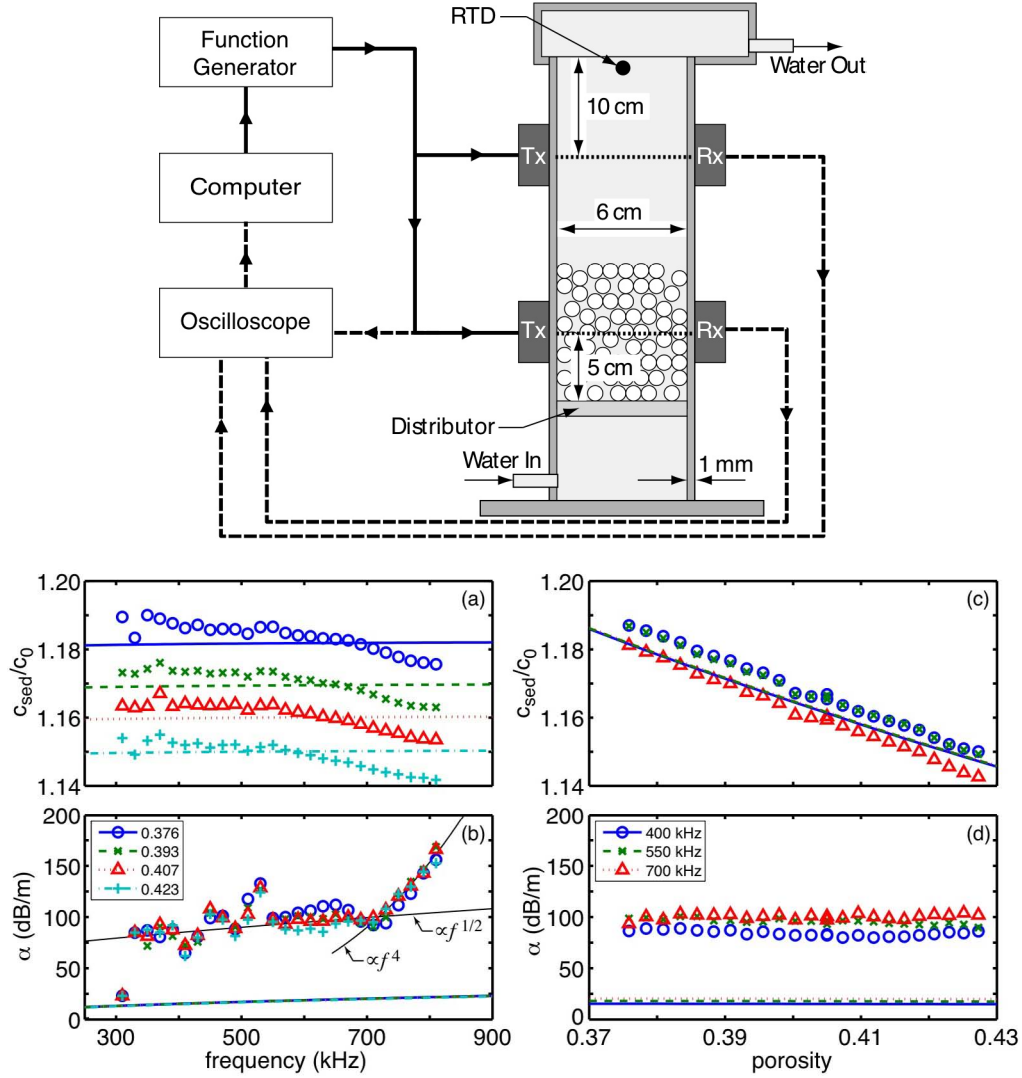 RTD
Function
Generator
Water Out
10 cm
Tx
Rx
Computer
6 cm
Oscilloscope
Tx
Rx
5 cm
Distributor
Water In
1 mm
1.20
1.18
1.16
1.14
c_sed/c_0
(a)
1.20
1.18
1.16
1.14
c_sed/c_0
(c)
200
150
100
50
0
α (dB/m)
0.376
0.393
0.407
0.423
(b)
∝f^{1/2}
∝f^4
300
500
700
900
frequency (kHz)
200
150
100
50
0
α (dB/m)
400 kHz
550 kHz
700 kHz
(d)
0.37
0.39
0.41
0.43
porosity